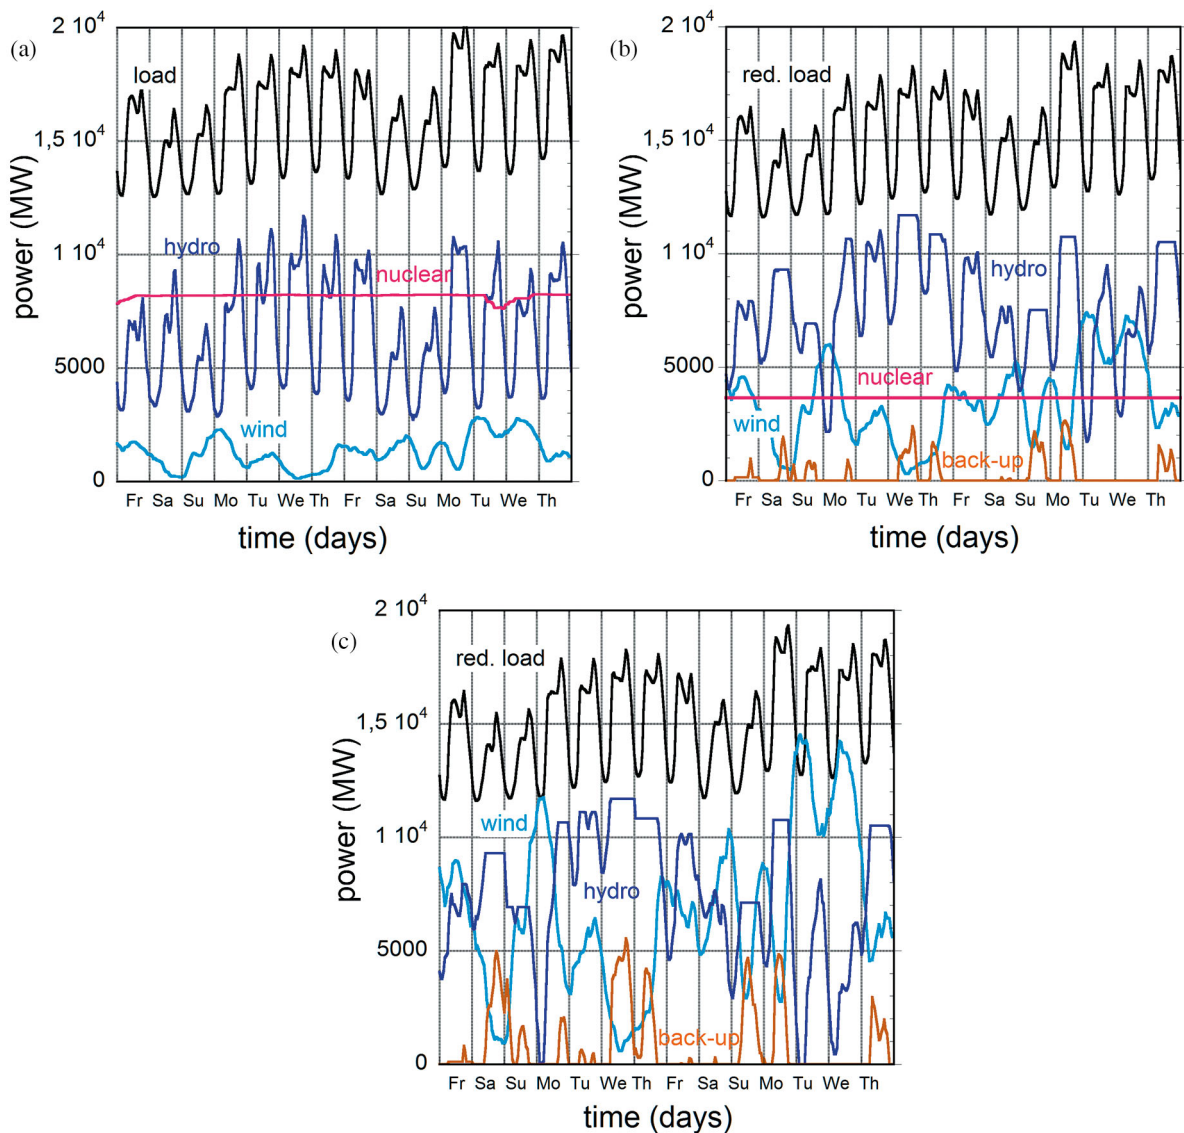 (a)
2 10⁴
1,5 10⁴
1 10⁴
5000
0
power (MW)
load
hydro
nuclear
wind
Fr Sa Su Mo Tu We Th Fr Sa Su Mo Tu We Th
time (days)
(b)
2 10⁴
1,5 10⁴
1 10⁴
5000
0
power (MW)
red. load
hydro
nuclear
wind
back-up
Fr Sa Su Mo Tu We Th Fr Sa Su Mo Tu We Th
time (days)
(c)
2 10⁴
1,5 10⁴
1 10⁴
5000
0
power (MW)
red. load
wind
hydro
back-up
Fr Sa Su Mo Tu We Th Fr Sa Su Mo Tu We Th
time (days)